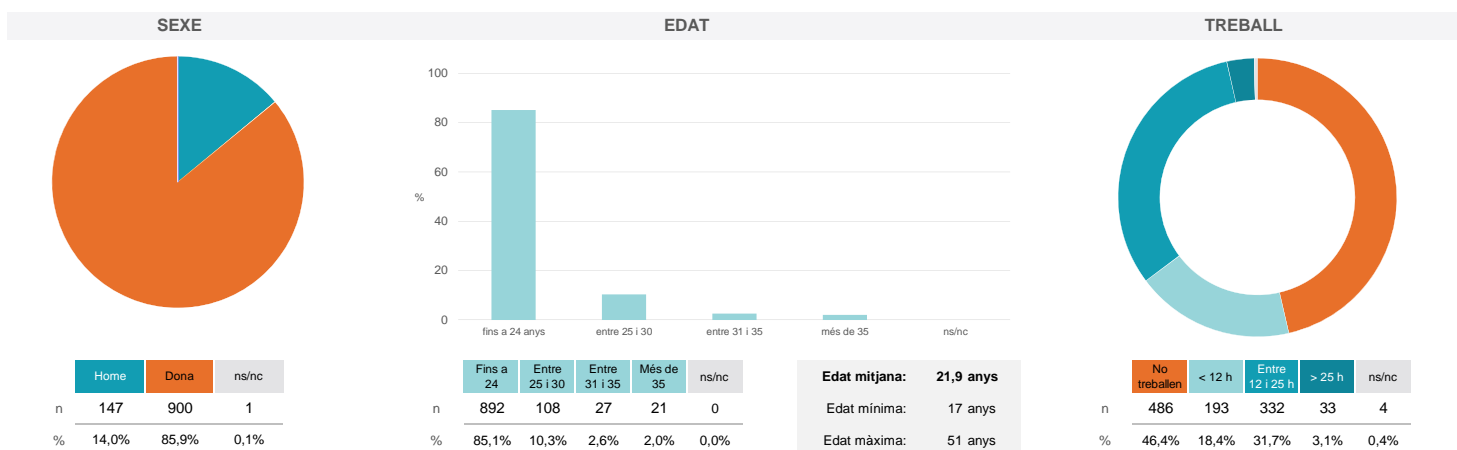 SEXE
EDAT
TREBALL
100
80
60
%
40
20
0
fins a 24 anys
entre 25 i 30
entre 31 i 35
més de 35
ns/nc
Home Dona ns/nc
n 147 900 1
% 14,0% 85,9% 0,1%
Fins a 24 Entre 25 i 30 Entre 31 i 35 Més de 35 ns/nc
n 892 108 27 21 0
% 85,1% 10,3% 2,6% 2,0% 0,0%
Edat mitjana: 21,9 anys
Edat mínima: 17 anys
Edat màxima: 51 anys
No treballen < 12 h Entre 12 i 25 h > 25 h ns/nc
n 486 193 332 33 4
% 46,4% 18,4% 31,7% 3,1% 0,4%